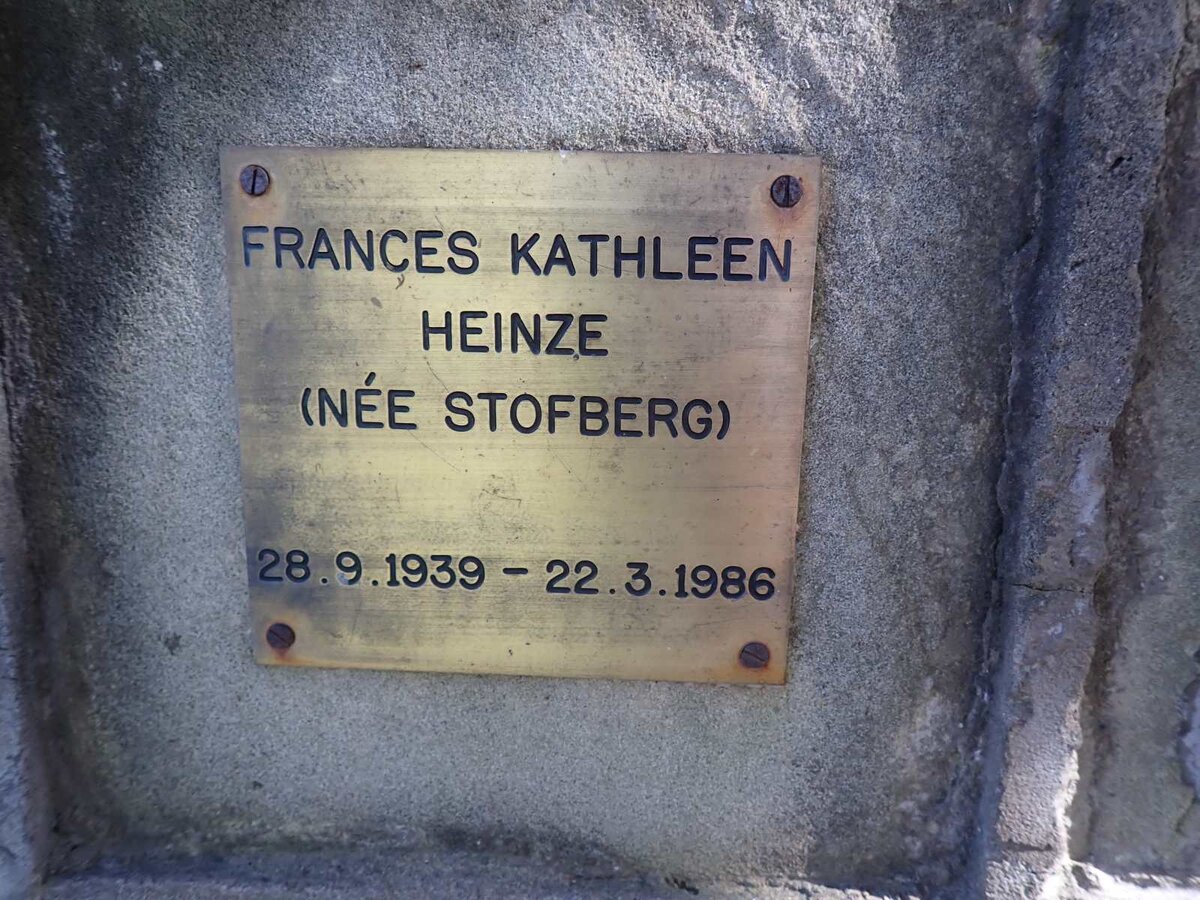 FRANCES KATHLEEN
HEINZE
(NÉE STOFBERG)
28.9.1939 – 22.3.1986